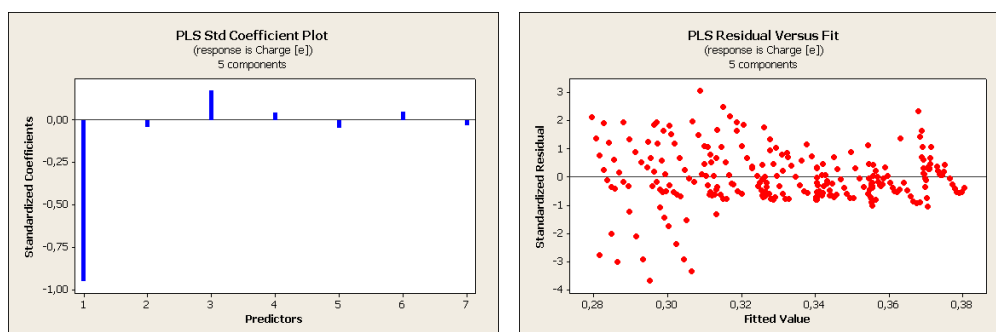 PLS Std Coefficient Plot
(response is Charge [e])
5 components
Standardized Coefficients
0,00
-0,25
-0,50
-0,75
-1,00
1 2 3 4 5 6 7
Predictors
PLS Residual Versus Fit
(response is Charge [e])
5 components
Standardized Residual
3
2
1
0
-1
-2
-3
-4
0,28 0,30 0,32 0,34 0,36 0,38
Fitted Value